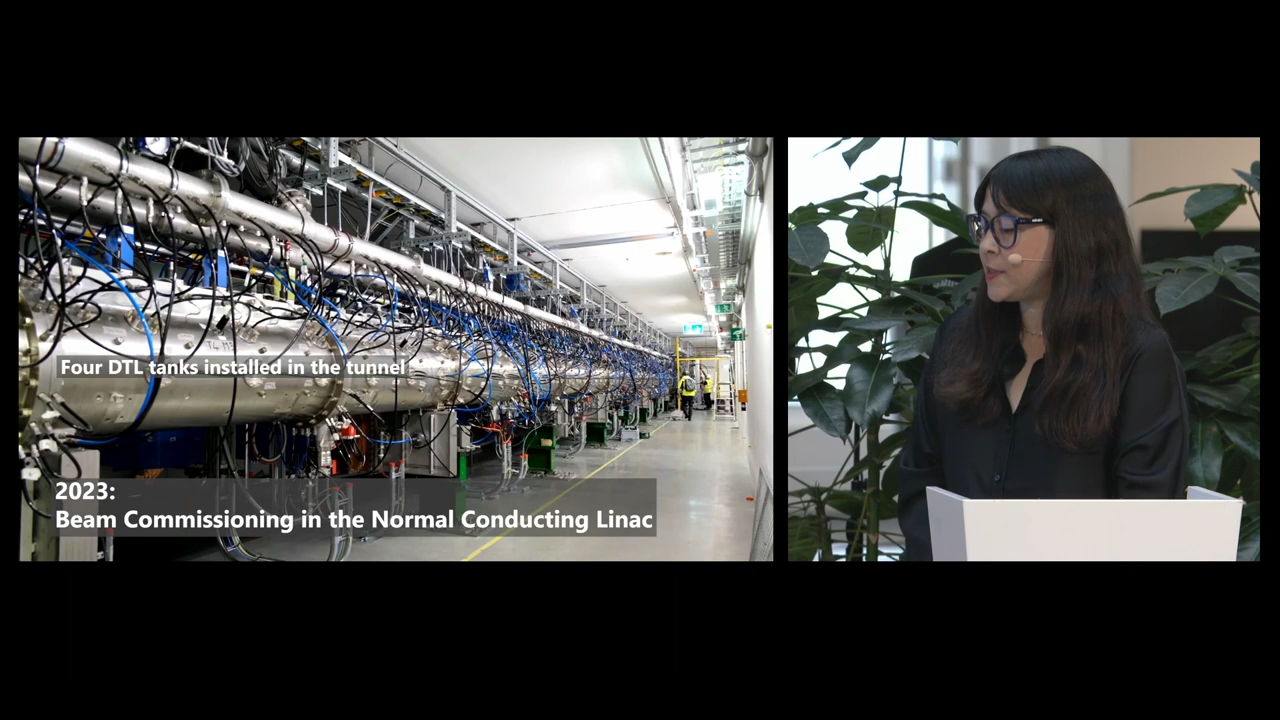 Four DTL tanks installed in the tunnel
2023:
Beam Commissioning in the Normal Conducting Linac